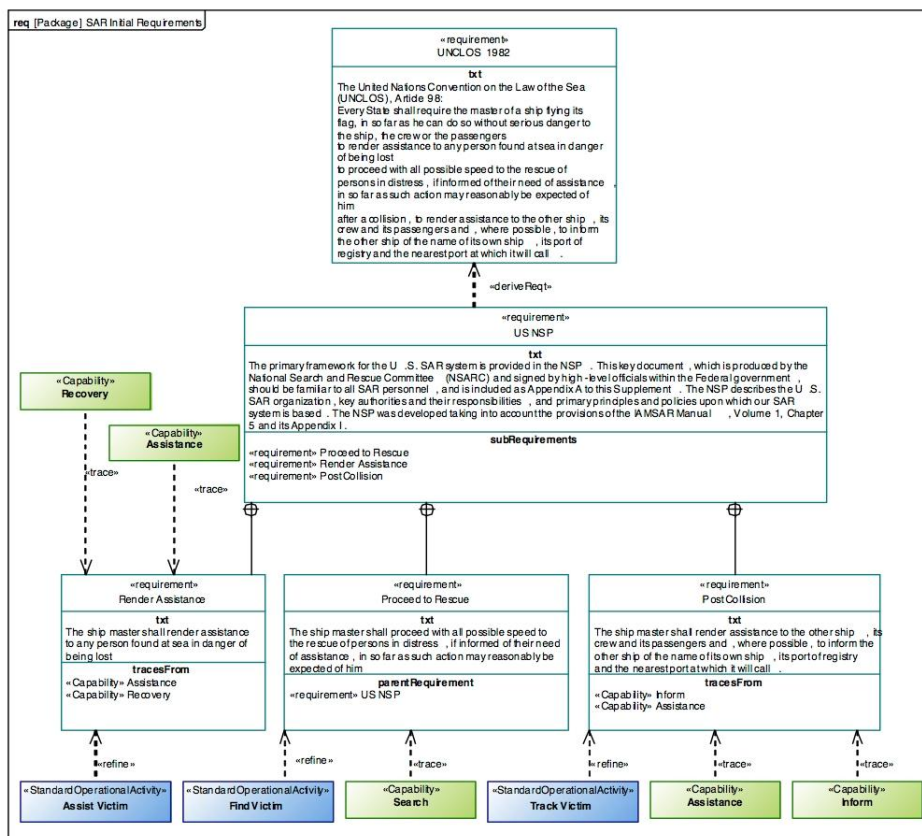 req [Package] SAR Initial Requirements
«requirement»
UNCLOS 1982
txt
The United Nations Convention on the Law of the Sea
(UNCLOS), Article 98:
Every State shall require the master of a ship flying its
flag, in so far as he can do so without serious danger to
the ship, the crew or the passengers
to render assistance to any person found at sea in danger
of being lost
to proceed with all possible speed to the rescue of
persons in distress , if informed of their need of assistance ,
in so far as such action may reasonably be expected of
him
after a collision , to render assistance to the other ship , its
crew and its passengers and , where possible , to inform
the other ship of the name of its own ship , its port of
registry and the nearest port at which it will call .
«deriveReqt»
«requirement»
US NSP
txt
The primary framework for the U .S. SAR system is provided in the NSP . This key document , which is produced by the
National Search and Rescue Committee (NSARC) and signed by high -level officials within the Federal government ,
should be familiar to all SAR personnel , and is included as Appendix A to this Supplement . The NSP describes the U .S.
SAR organization , key authorities and their responsibilities , and primary principles and policies upon which our SAR
system is based . The NSP was developed taking into account the provisions of the IAMSAR Manual , Volume 1, Chapter
5 and its Appendix I .
subRequirements
«requirement» Proceed to Rescue
«requirement» Render Assistance
«requirement» PostCollision
«Capability»
Recovery
«Capability»
Assistance
«trace»
«trace»
«requirement»
Render Assistance
txt
The ship master shall render assistance
to any person found at sea in danger of
being lost
tracesFrom
«Capability» Assistance
«Capability» Recovery
«requirement»
Proceed to Rescue
txt
The ship master shall proceed with all possible speed to
the rescue of persons in distress , if informed of their need
of assistance , in so far as such action may reasonably be
expected of him
parentRequirement
«requirement» US NSP
«requirement»
PostCollision
txt
The ship master shall render assistance to the other ship , its
crew and its passengers and , where possible , to inform the
other ship of the name of its own ship , its port of registry
and the nearest port at which it will call .
tracesFrom
«Capability» Inform
«Capability» Assistance
«refine»
«refine»
«trace»
«refine»
«trace»
«trace»
«StandardOperationalActivity»
Assist Victim
«StandardOperationalActivity»
Find Victim
«Capability»
Search
«StandardOperationalActivity»
Track Victim
«Capability»
Assistance
«Capability»
Inform